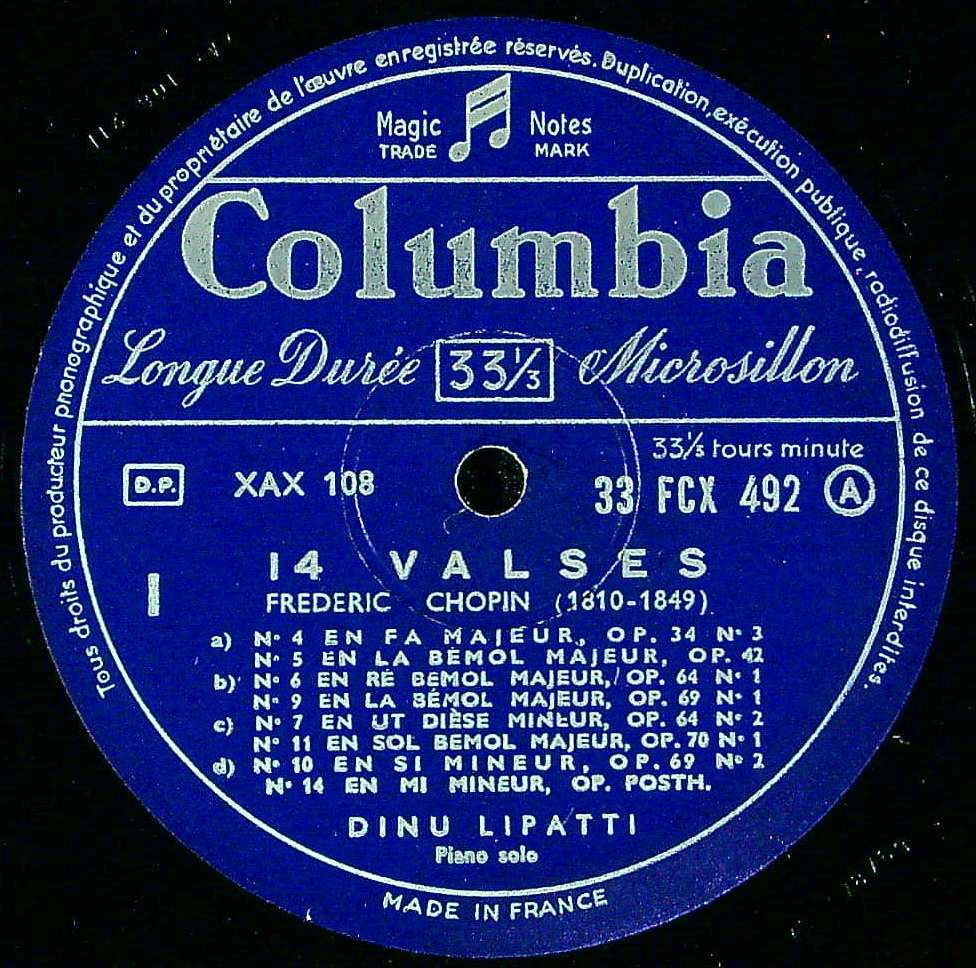 Tous droits du producteur phonographique et du propriétaire de l'œuvre enregistrée réservés. Duplication, exécution publique, radiodiffusion de ce disque interdites.
Magic Notes
TRADE MARK
Columbia
Longue Durée 33⅓ Microsillon
33⅓ tours minute
D.P. XAX 108 33 FCX 492 A
1
14 VALSES
FREDERIC CHOPIN (1810-1849)
a) N° 4 EN FA MAJEUR, OP. 34 N° 3
N° 5 EN LA BÉMOL MAJEUR, OP. 42
b) N° 6 EN RÉ BEMOL MAJEUR, OP. 64 N° 1
N° 9 EN LA BÉMOL MAJEUR, OP. 69 N° 1
c) N° 7 EN UT DIÈSE MINEUR, OP. 64 N° 2
N° 11 EN SOL BEMOL MAJEUR, OP. 70 N° 1
d) N° 10 EN SI MINEUR, OP. 69 N° 2
N° 14 EN MI MINEUR, OP. POSTH.
DINU LIPATTI
Piano solo
MADE IN FRANCE